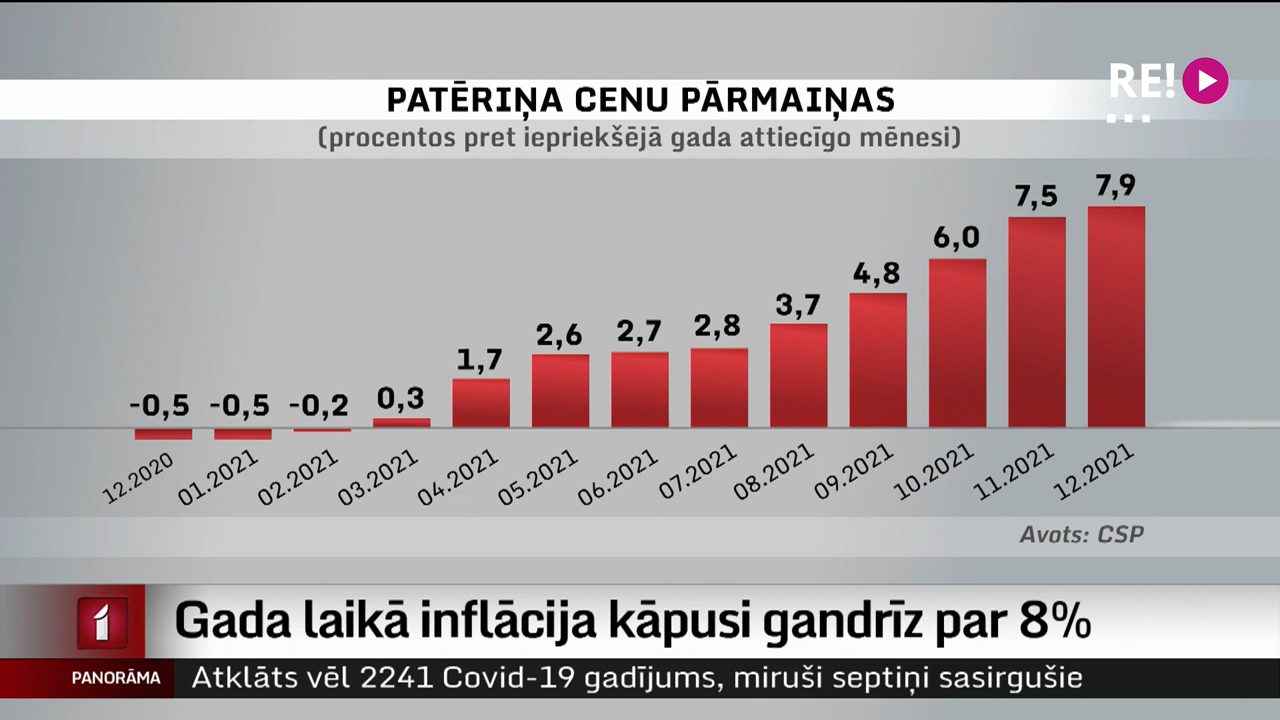 PATĒRIŅA CENU PĀRMAIŅAS
RE!
(procentos pret iepriekšējā gada attiecīgo mēnesi)
-0,5 -0,5 -0,2 0,3 1,7 2,6 2,7 2,8 3,7 4,8 6,0 7,5 7,9
12.2020 01.2021 02.2021 03.2021 04.2021 05.2021 06.2021 07.2021 08.2021 09.2021 10.2021 11.2021 12.2021
Avots: CSP
1 Gada laikā inflācija kāpusi gandrīz par 8%
PANORĀMA Atklāts vēl 2241 Covid-19 gadījums, miruši septiņi sasirgušie